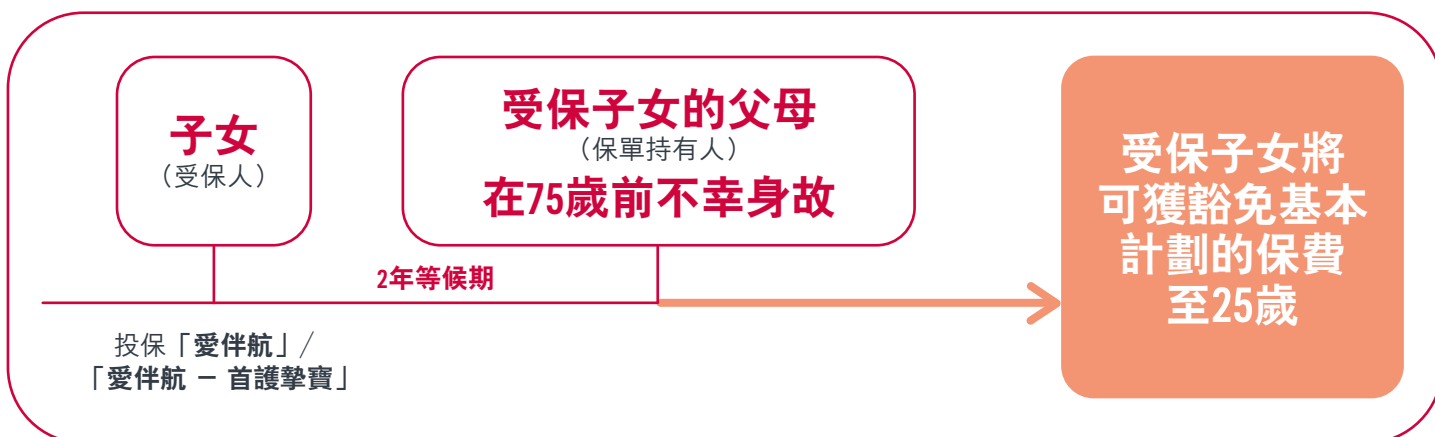 子女
（受保人）
受保子女的父母
（保單持有人）
在75歲前不幸身故
2年等候期
投保「愛伴航」/
「愛伴航 － 首護摯寶」
受保子女將
可獲豁免基本
計劃的保費
至25歲